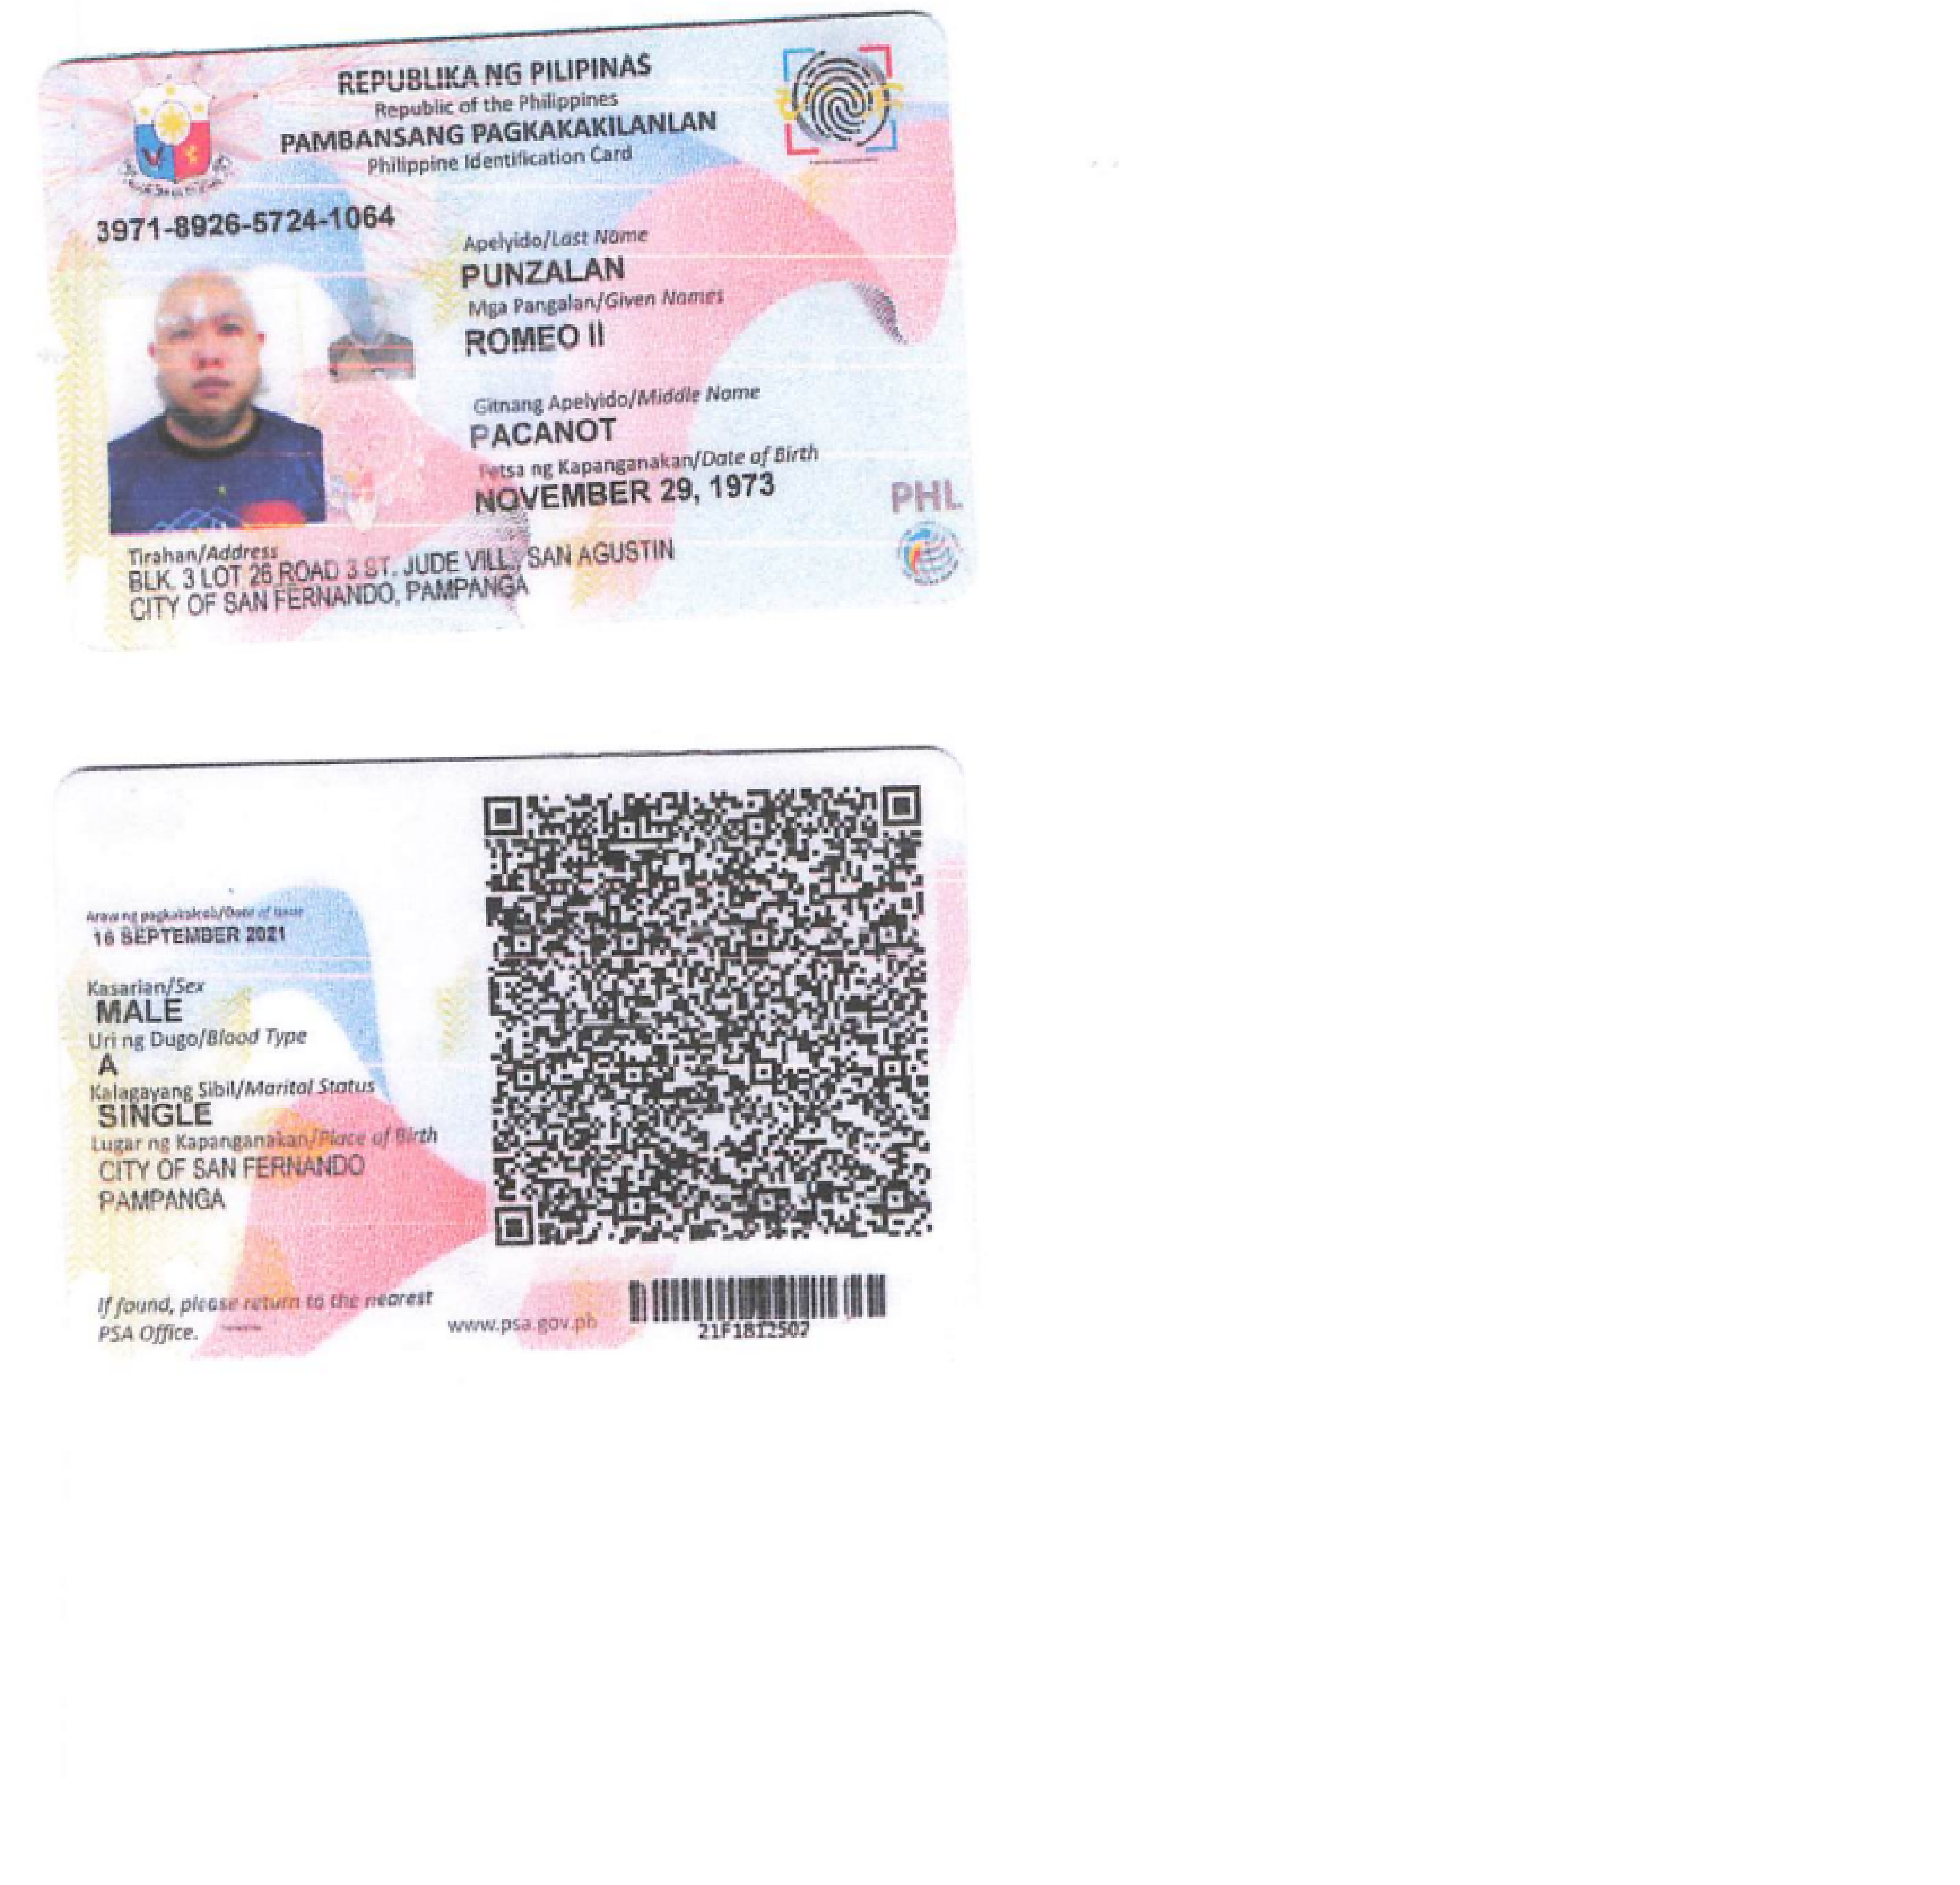 REPUBLIKA NG PILIPINAS
Republic of the Philippines
PAMBANSANG PAGKAKAKILANLAN
Philippine Identification Card
3971-8926-5724-1064
Apelyido/Last Name
PUNZALAN
Mga Pangalan/Given Names
ROMEO II
Gitnang Apelyido/Middle Name
PACANOT
Petsa ng Kapanganakan/Date of Birth
NOVEMBER 29, 1973
PHL
Tirahan/Address
BLK. 3 LOT 26 ROAD 3 ST. JUDE VILL., SAN AGUSTIN
CITY OF SAN FERNANDO, PAMPANGA
Araw ng pagkakaloob/Date of issue
16 SEPTEMBER 2021
Kasarian/Sex
MALE
Uri ng Dugo/Blood Type
A
Kalagayang Sibil/Marital Status
SINGLE
Lugar ng Kapanganakan/Place of Birth
CITY OF SAN FERNANDO
PAMPANGA
If found, please return to the nearest
PSA Office.
www.psa.gov.ph
21F1812502